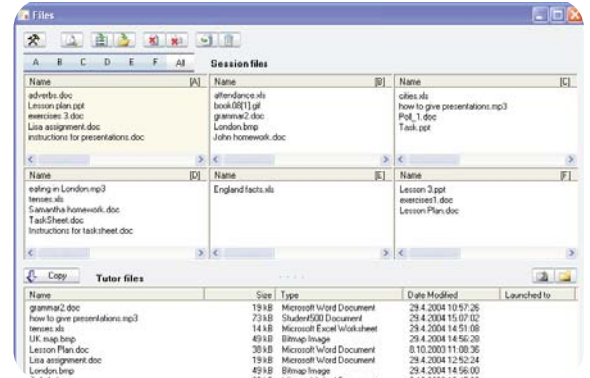 Files
A B C D E F All Session files
Name [A] Name [B] Name [C]
adverbs.doc
Lesson plan.ppt
exercises 3.doc
Lisa assignment.doc
instructions for presentations.doc
attendance.xls
book08[1].gif
grammar2.doc
London.bmp
John homework.doc
cities.xls
how to give presentations.mp3
Poll_1.doc
Task.ppt
Name [D] Name [E] Name [F]
eating in London.mp3
tenses.xls
Samantha homework.doc
TaskSheet.doc
Instructions for tasksheet.doc
England facts.xls
Lesson 3.ppt
exercises1.doc
Lesson Plan.doc
Copy Tutor files
Name Size Type Date Modified Launched to
grammar2.doc 19 kB Microsoft Word Document 29.4.2004 10:57:26
how to give presentations.mp3 73 kB Student500 Document 29.4.2004 15:07:02
tenses.xls 14 kB Microsoft Excel Worksheet 29.4.2004 14:51:08
UK map.bmp 49 kB Bitmap Image 29.4.2004 14:56:28
Lesson Plan.doc 38 kB Microsoft Word Document 8.10.2003 11:08:36
Lisa assignment.doc 19 kB Microsoft Word Document 29.4.2004 12:52:24
London.bmp 49 kB Bitmap Image 29.4.2004 14:56:00